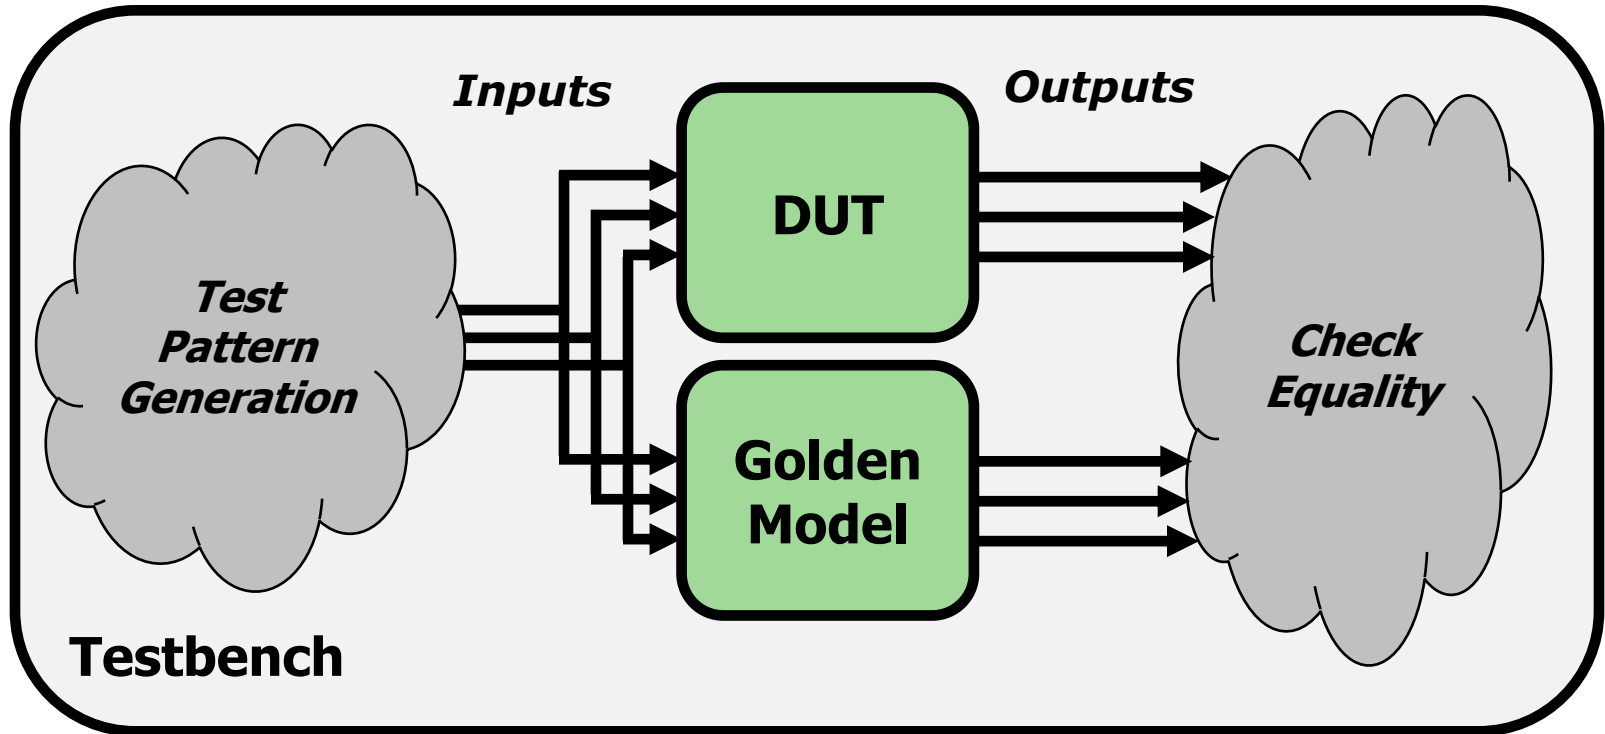 Inputs
Outputs
DUT
Test
Pattern
Generation
Check
Equality
Golden
Model
Testbench